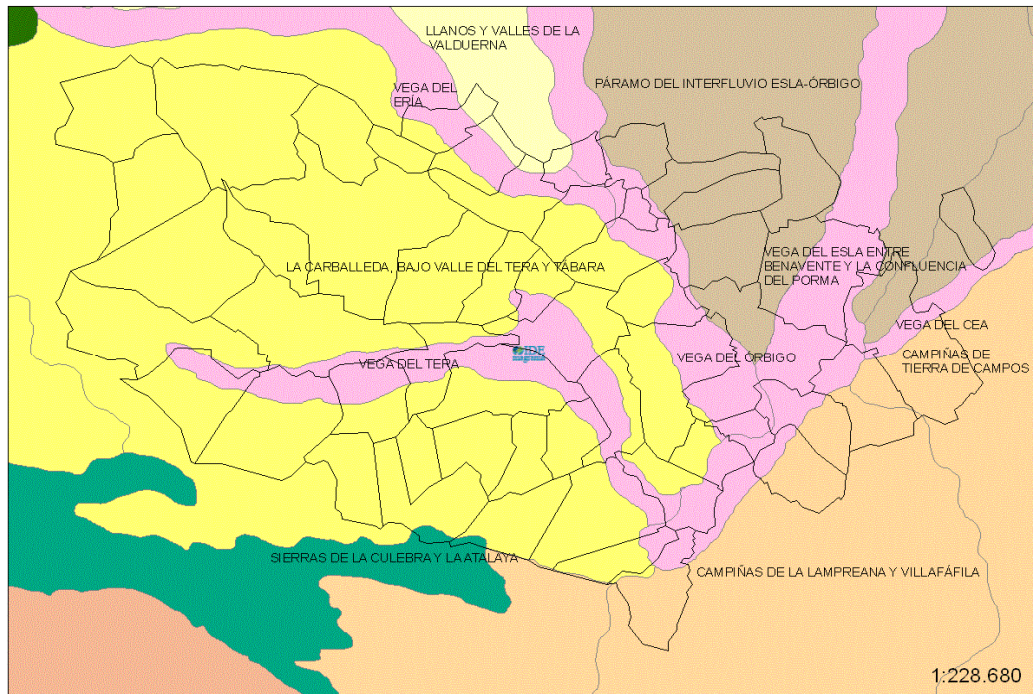 LLANOS Y VALLES DE LA
VALDUERNA
VEGA DEL
ERÍA
PÁRAMO DEL INTERFLUVIO ESLA-ÓRBIGO
LA CARBALLEDA, BAJO VALLE DEL TERA Y TÁBARA
VEGA DEL ESLA ENTRE
BENAVENTE Y LA CONFLUENCIA
DEL PORMA
VEGA DEL CEA
IDE
VEGA DEL TERA
VEGA DEL ÓRBIGO
CAMPIÑAS DE
TIERRA DE CAMPOS
SIERRAS DE LA CULEBRA Y LA ATALAYA
CAMPIÑAS DE LA LAMPREANA Y VILLAFÁFILA
1:228.680